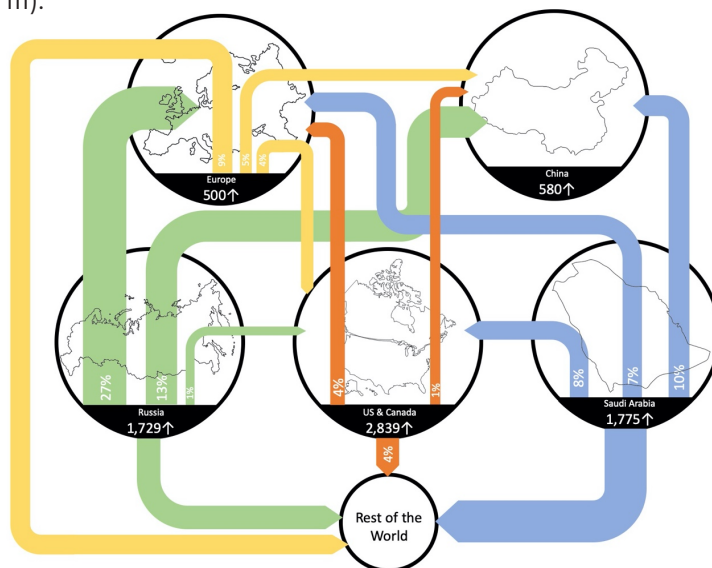 m).
9%
5%
4%
Europe
500↑
China
580↑
27%
13%
1%
Russia
1,729↑
4%
1%
US & Canada
2,839↑
8%
7%
10%
Saudi Arabia
1,775↑
4%
Rest of the
World